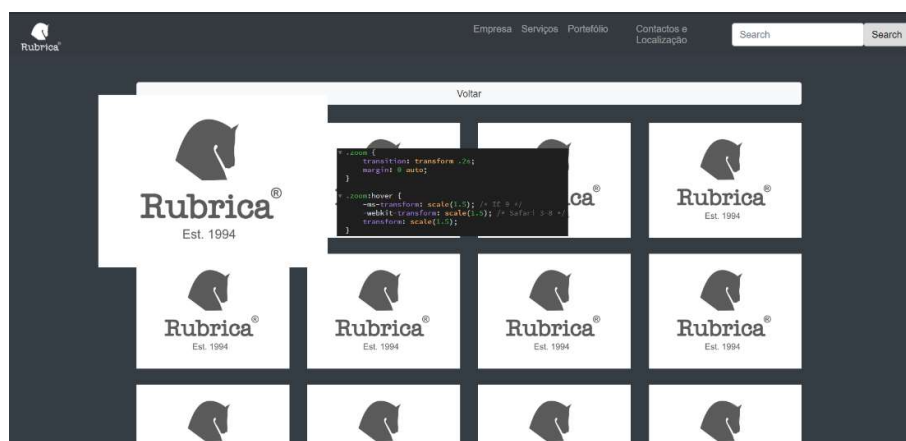 Rubrica®
Empresa Serviços Portefólio
Contactos e
Localização
Search
Search
Voltar
Rubrica®
Est. 1994
.zoom {
transition: transform .2s;
margin: 0 auto;
}
.zoom:hover {
-ms-transform: scale(1.5); /* IE 9 */
-webkit-transform: scale(1.5); /* Safari 3-8 */
transform: scale(1.5);
}
ca®
Rubrica®
Est. 1994
Rubrica®
Est. 1994
Rubrica®
Est. 1994
Rubrica®
Est. 1994
Rubrica®
Est. 1994